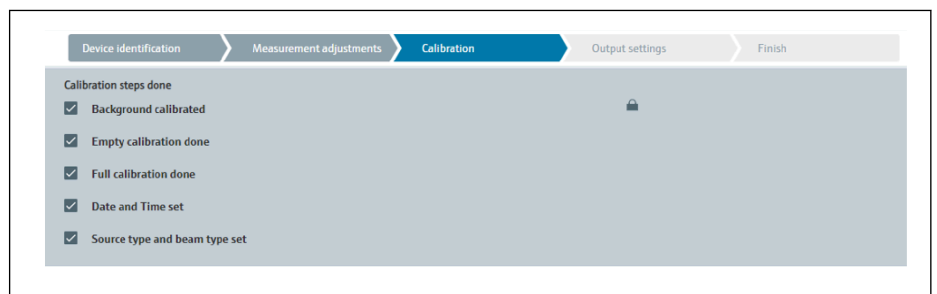 Device identification Measurement adjustments Calibration Output settings Finish
Calibration steps done
Background calibrated
Empty calibration done
Full calibration done
Date and Time set
Source type and beam type set